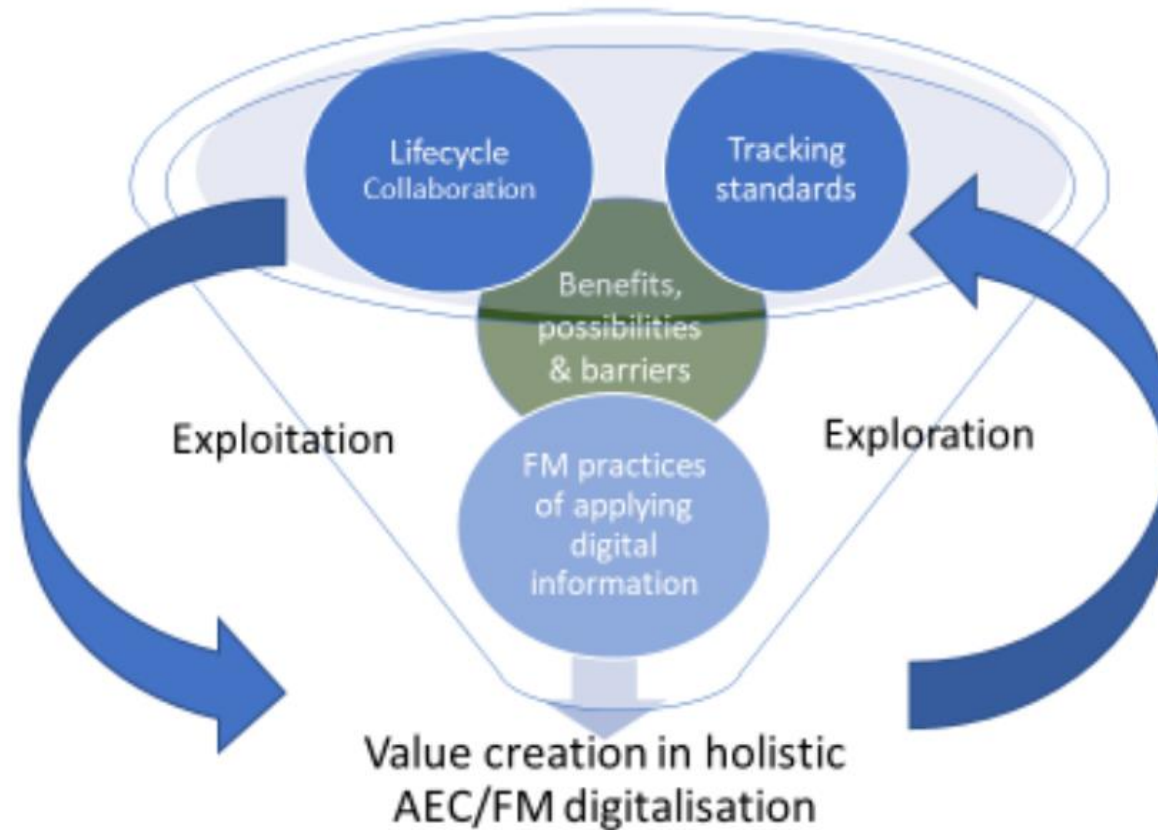 Lifecycle
Collaboration
Tracking
standards
Benefits,
possibilities
& barriers
Exploitation
Exploration
FM practices
of applying
digital
information
Value creation in holistic
AEC/FM digitalisation